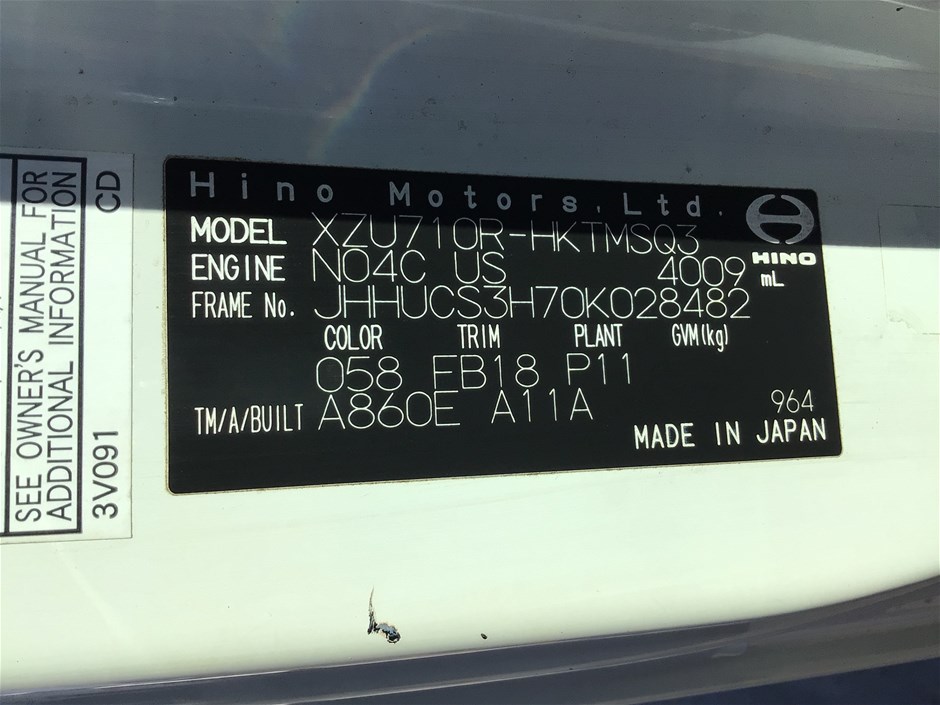 SEE OWNER'S MANUAL FOR
ADDITIONAL INFORMATION
3V091 CD
Hino Motors, Ltd.
MODEL XZU710R-HKTMSQ3
HINO
ENGINE N04C US 4009 mL
FRAME No. JHHUCS3H70K028482
COLOR TRIM PLANT GVM(kg)
058 EB18 P11
TM/A/BUILT A860E A11A
964
MADE IN JAPAN